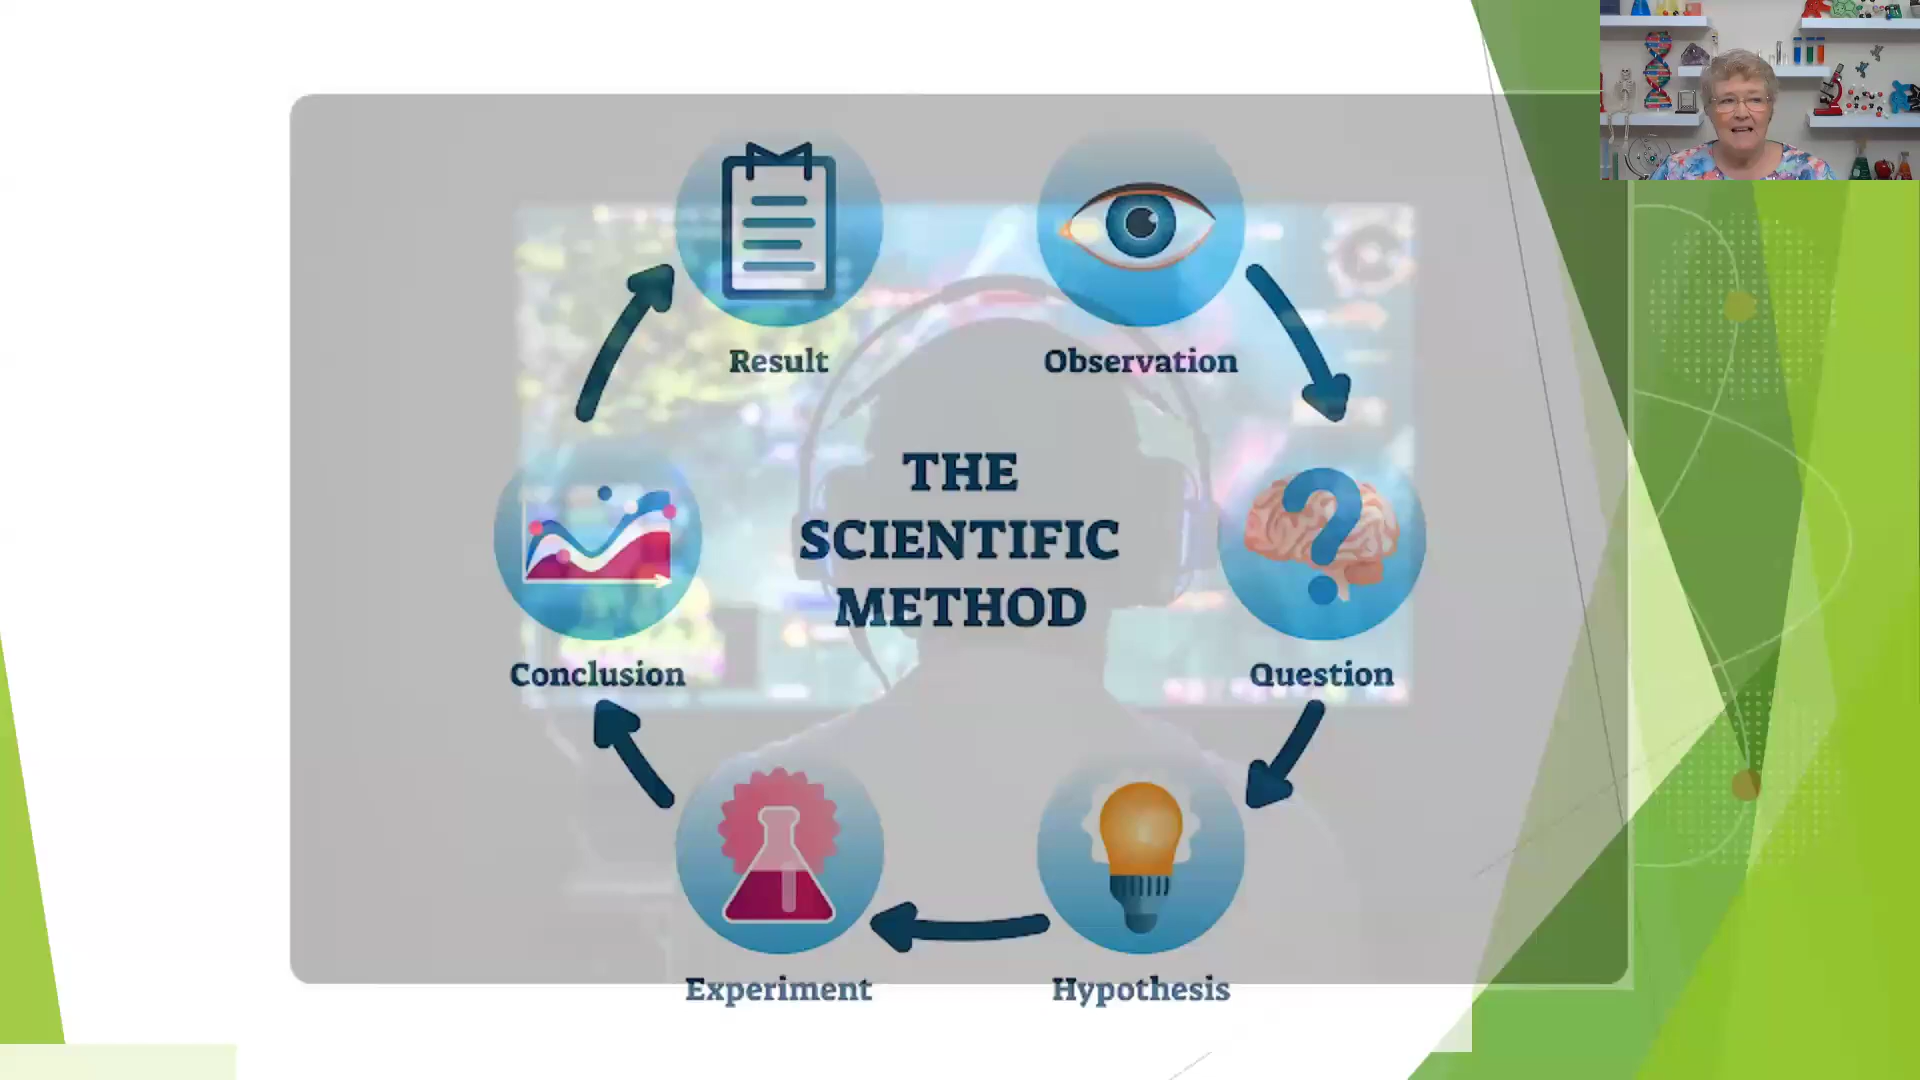 Result
Observation
THE
SCIENTIFIC
METHOD
Conclusion
Question
Experiment
Hypothesis